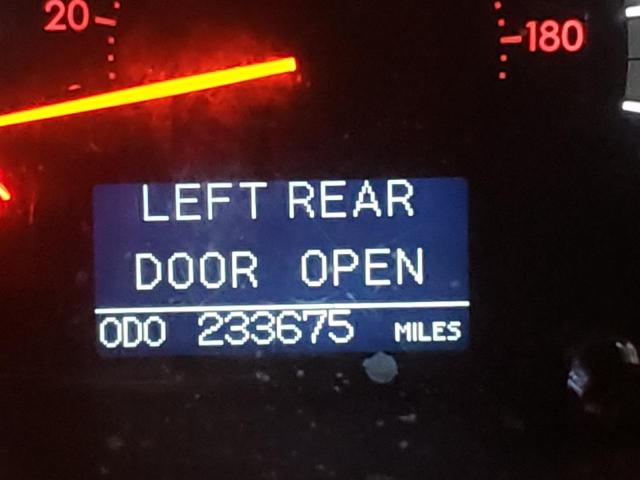 20
180
LEFT REAR
DOOR OPEN
ODO 233675 MILES